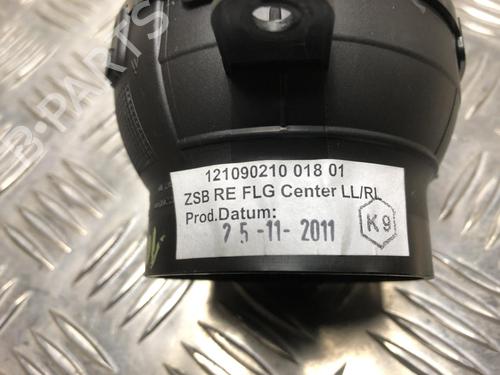 121090210 018 01
ZSB RE FLG Center LL/RL
Prod.Datum:
25-11-2011
K9
B-PARTS